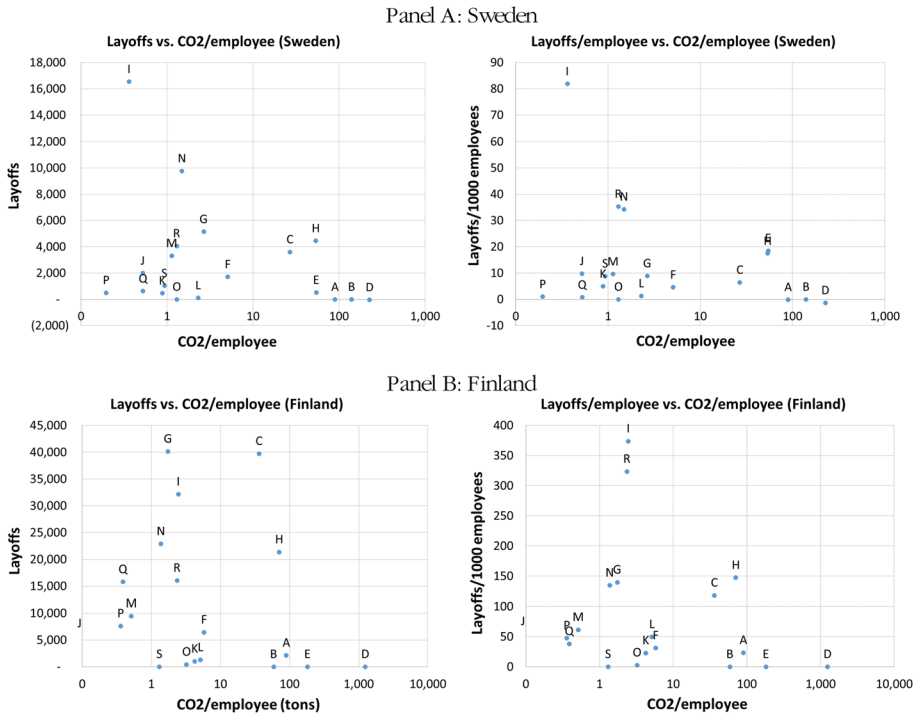 Panel A: Sweden
Layoffs vs. CO2/employee (Sweden)
18,000
16,000
14,000
12,000
10,000
8,000
6,000
4,000
2,000
-
(2,000)
Layoffs
I
N
G
R
M
H
C
J
S
F
P
Q
K
O
L
E
A
B
D
0
1
10
100
1,000
CO2/employee
Layoffs/employee vs. CO2/employee (Sweden)
90
80
70
60
50
40
30
20
10
0
-10
Layoffs/1000 employees
I
R
N
E
H
J
S
M
G
K
F
C
P
Q
O
L
A
B
D
0
1
10
100
1,000
CO2/employee
Panel B: Finland
Layoffs vs. CO2/employee (Finland)
45,000
40,000
35,000
30,000
25,000
20,000
15,000
10,000
5,000
-
Layoffs
G
C
I
N
H
Q
R
M
P
J
F
S
O
K
L
A
B
E
D
0
1
10
100
1,000
10,000
CO2/employee (tons)
Layoffs/employee vs. CO2/employee (Finland)
400
350
300
250
200
150
100
50
0
Layoffs/1000 employees
I
R
N
G
H
C
J
P
Q
M
L
F
K
A
S
O
B
E
D
0
1
10
100
1,000
10,000
CO2/employee